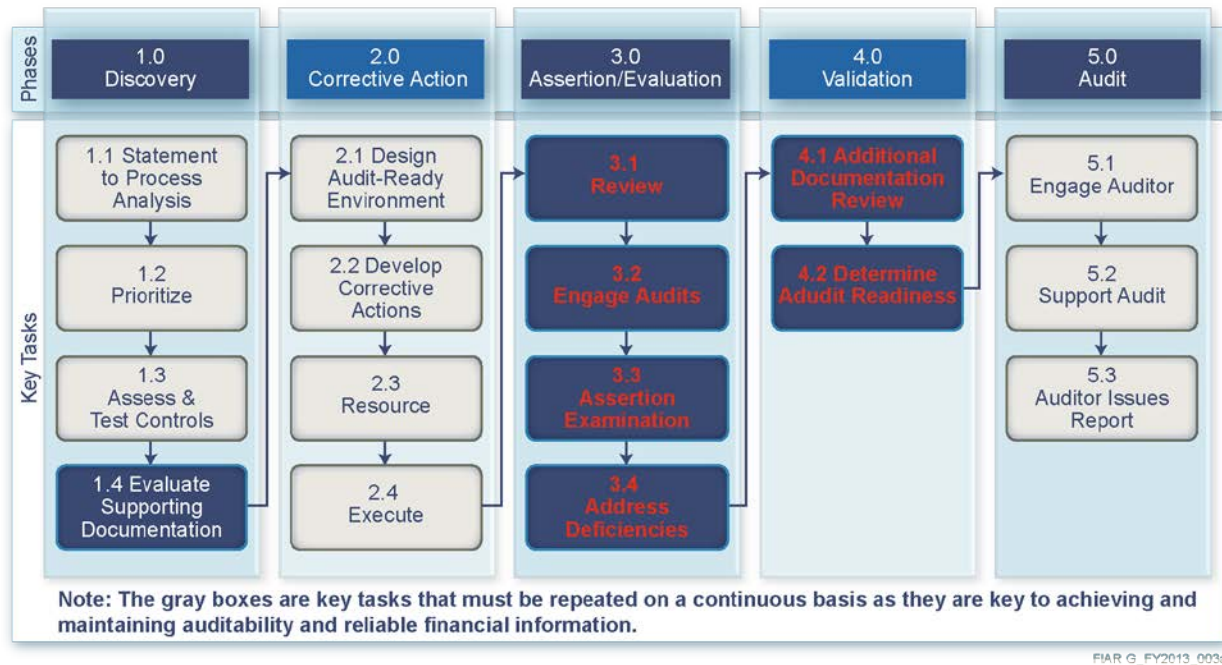 Phases
1.0
Discovery
2.0
Corrective Action
3.0
Assertion/Evaluation
4.0
Validation
5.0
Audit
Key Tasks
1.1 Statement
to Process
Analysis
1.2
Prioritize
1.3
Assess &
Test Controls
1.4 Evaluate
Supporting
Documentation
2.1 Design
Audit-Ready
Environment
2.2 Develop
Corrective
Actions
2.3
Resource
2.4
Execute
3.1
Review
3.2
Engage Audits
3.3
Assertion
Examination
3.4
Address
Deficiencies
4.1 Additional
Documentation
Review
4.2 Determine
Adudit Readiness
5.1
Engage Auditor
5.2
Support Audit
5.3
Auditor Issues
Report
Note: The gray boxes are key tasks that must be repeated on a continuous basis as they are key to achieving and
maintaining auditability and reliable financial information.
FIAR G_FY2013_003